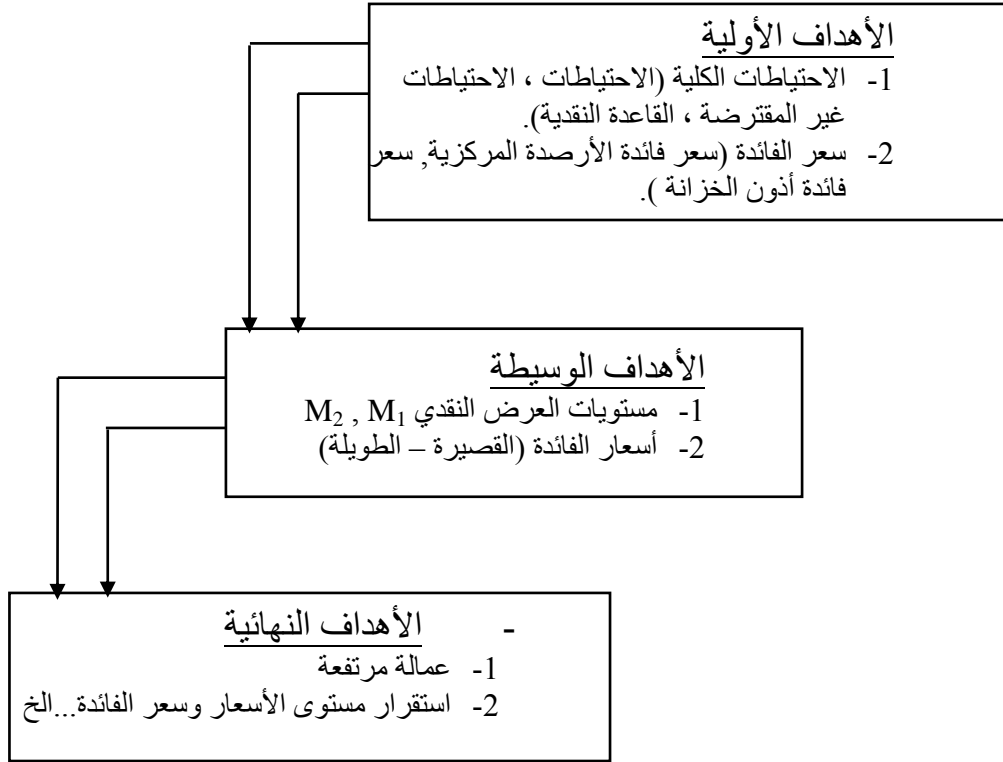 الأهداف الأولية
1- الاحتياطات الكلية (الاحتياطات ، الاحتياطات
غير المقترضة ، القاعدة النقدية).
2- سعر الفائدة (سعر فائدة الأرصدة المركزية, سعر
فائدة أذون الخزانة ).
الأهداف الوسيطة
1- مستويات العرض النقدي M₂ , M₁
2- أسعار الفائدة (القصيرة – الطويلة)
- الأهداف النهائية
1- عمالة مرتفعة
2- استقرار مستوى الأسعار وسعر الفائدة...الخ